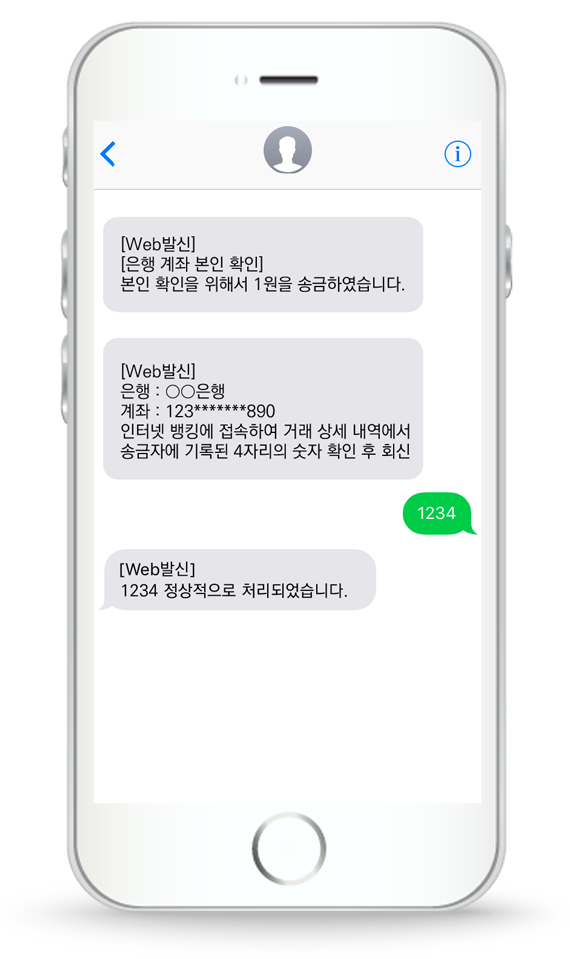 [Web발신]
[은행 계좌 본인 확인]
본인 확인을 위해서 1원을 송금하였습니다.
[Web발신]
은행 : ○○은행
계좌 : 123*******890
인터넷 뱅킹에 접속하여 거래 상세 내역에서
송금자에 기록된 4자리의 숫자 확인 후 회신
1234
[Web발신]
1234 정상적으로 처리되었습니다.